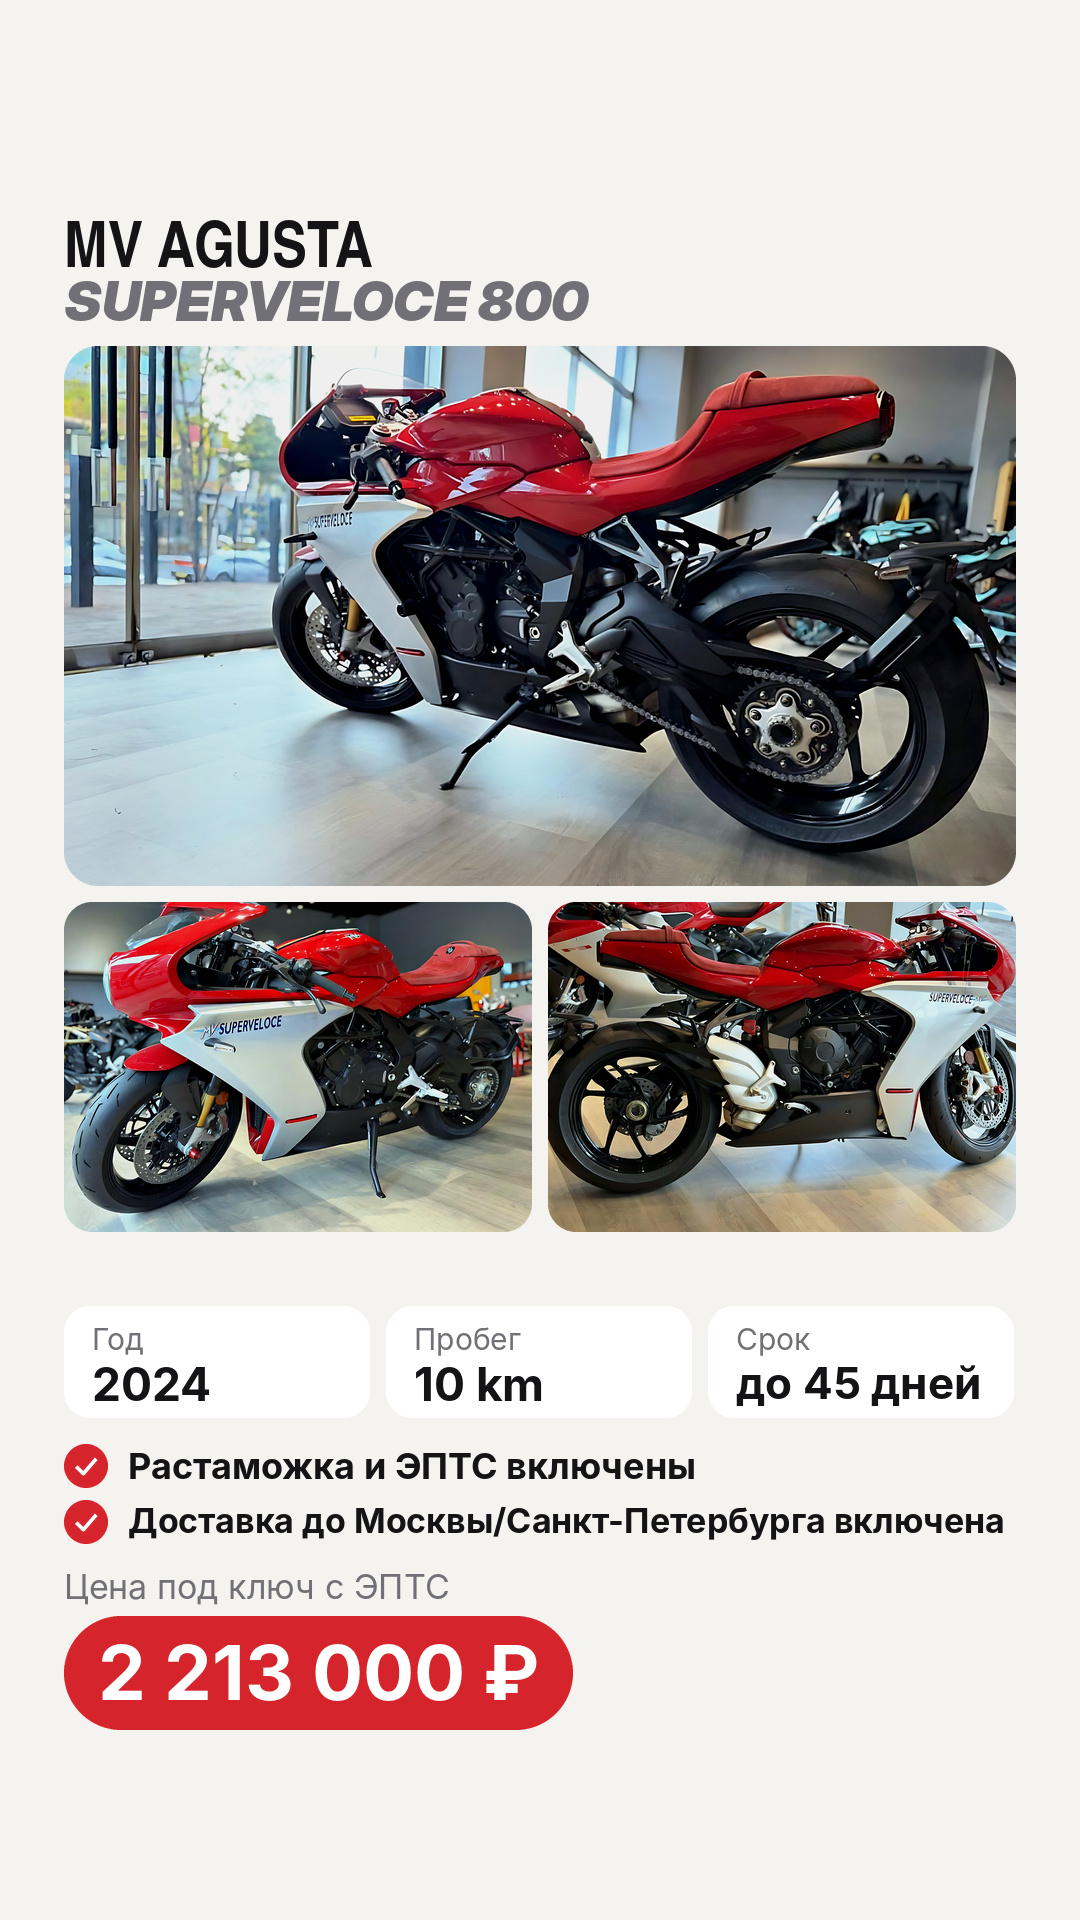 MV AGUSTA
SUPERVELOCE 800
SUPERVELOCE
MV SUPERVELOCE
SUPERVELOCE
Год
2024
Пробег
10 km
Срок
до 45 дней
Растаможка и ЭПТС включены
Доставка до Москвы/Санкт-Петербурга включена
Цена под ключ с ЭПТС
2 213 000 ₽